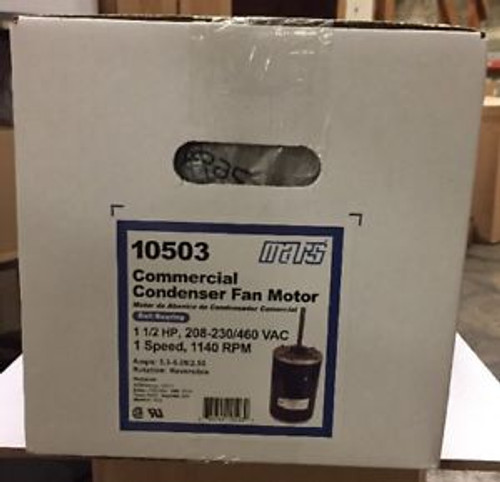 10503
mars
Commercial
Condenser Fan Motor
Motor de Abanico de Condensador Comercial
Ball Bearing
1 1/2 HP, 208-230/460 VAC
1 Speed, 1140 RPM
Amps:
Rotation: Reversible